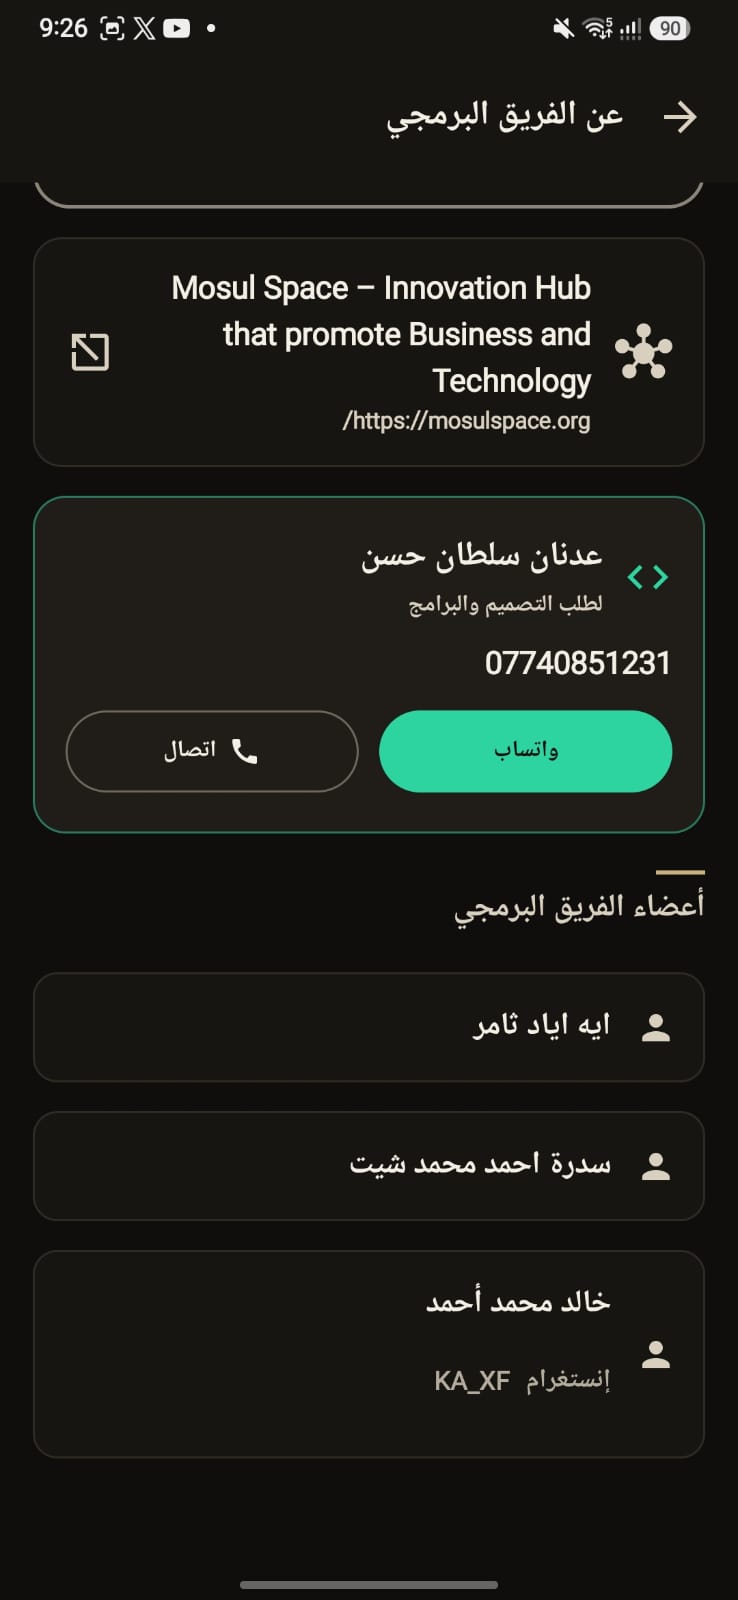 9:26
90
عن الفريق البرمجي
Mosul Space – Innovation Hub
that promote Business and
Technology
/https://mosulspace.org
عدنان سلطان حسن
لطلب التصميم والبرامج
07740851231
واتساب
اتصال
أعضاء الفريق البرمجي
ايه اياد ثامر
سدرة احمد محمد شيت
خالد محمد أحمد
إنستغرام KA_XF